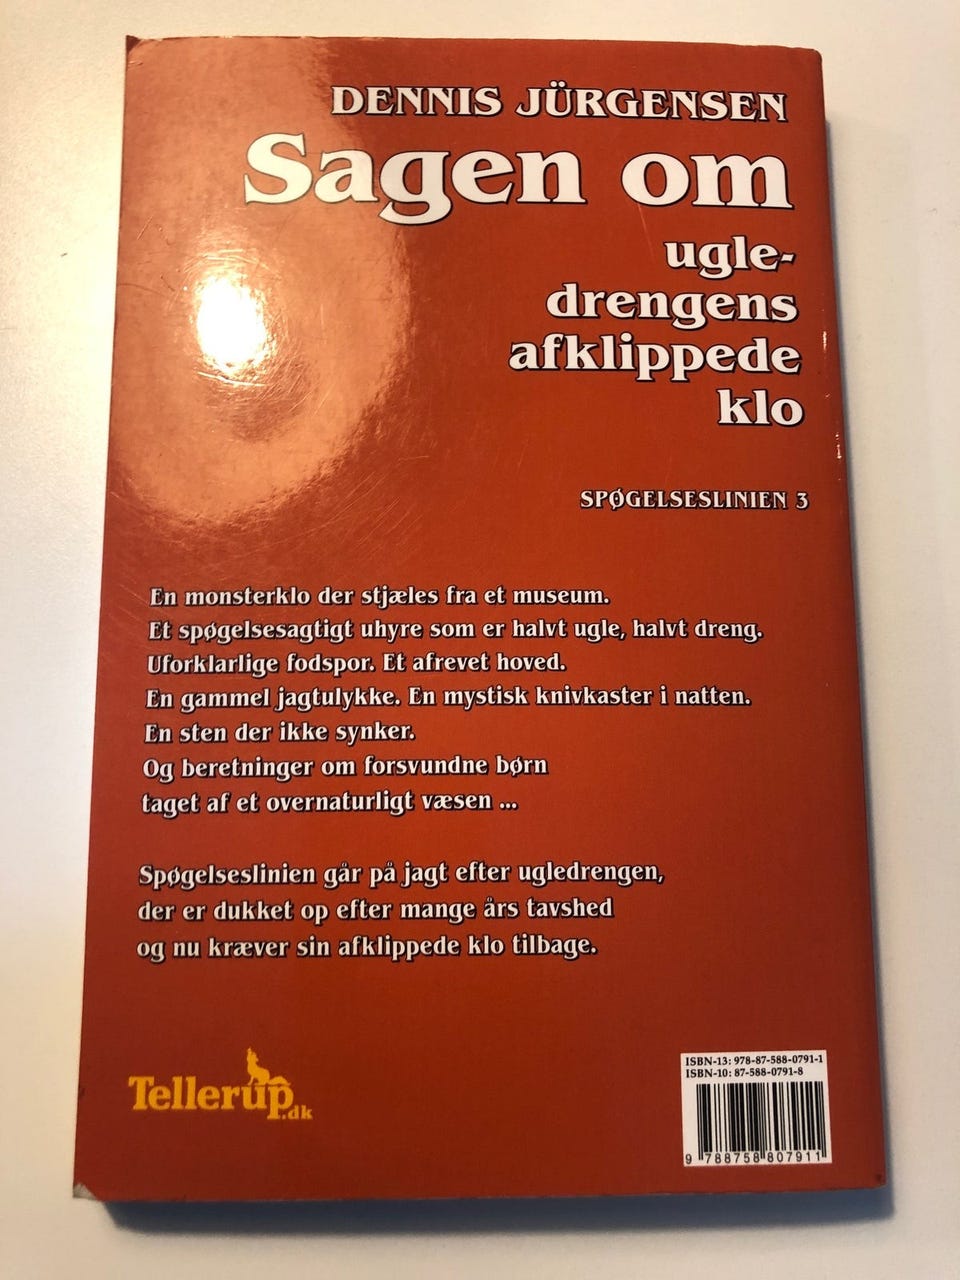 DENNIS JÜRGENSEN
Sagen om
ugle-
drengens
afklippede
klo
SPØGELSESLINIEN 3
En monsterklo der stjæles fra et museum.
Et spøgelsesagtigt uhyre som er halvt ugle, halvt dreng.
Uforklarlige fodspor. Et afrevet hoved.
En gammel jagtulykke. En mystisk knivkaster i natten.
En sten der ikke synker.
Og beretninger om forsvundne børn
taget af et overnaturligt væsen ...
Spøgelseslinien går på jagt efter ugledrengen,
der er dukket op efter mange års tavshed
og nu kræver sin afklippede klo tilbage.
Tellerup.dk
ISBN-13: 978-87-588-0791-1
ISBN-10: 87-588-0791-8
9 788758 807911